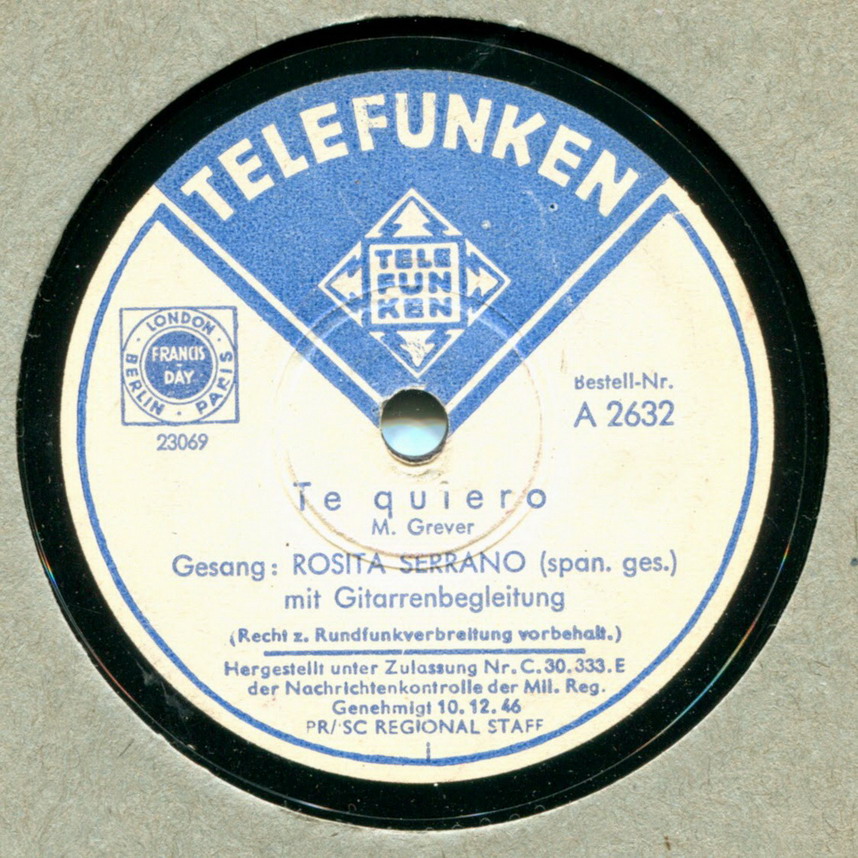 TELEFUNKEN
TELE
FUN
KEN
LONDON · PARIS · BERLIN ·
FRANCIS
-
DAY
23069
Bestell-Nr.
A 2632
Te quiero
M. Grever
Gesang: ROSITA SERRANO (span. ges.)
mit Gitarrenbegleitung
(Recht z. Rundfunkverbreitung vorbehalt.)
Hergestellt unter Zulassung Nr. C. 30. 333. E
der Nachrichtenkontrolle der Mil. Reg.
Genehmigt 10. 12. 46
PR/SC REGIONAL STAFF